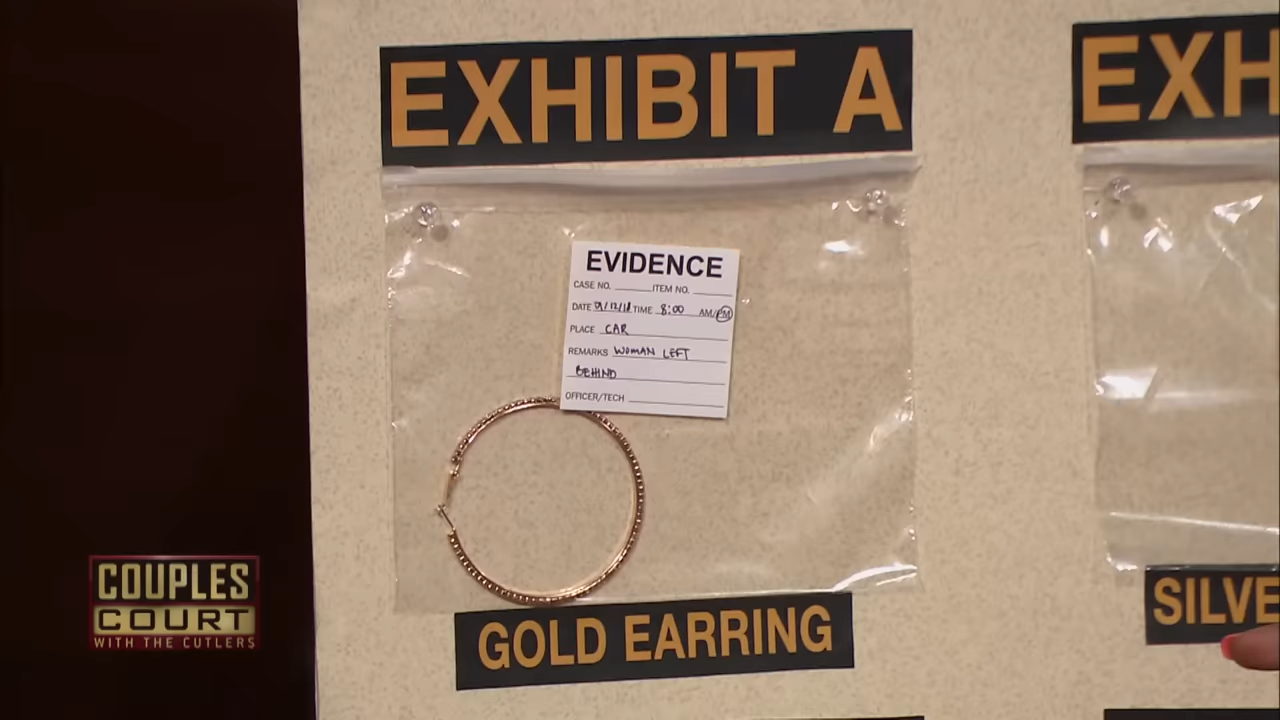 EXHIBIT A
EXH
EVIDENCE
CASE NO. ITEM NO.
DATE 9/12/18 TIME 8:00 AM/PM
PLACE CAR
REMARKS WOMAN LEFT
BEHIND
OFFICER/TECH
GOLD EARRING
SILVE
COUPLES
COURT
WITH THE CUTLERS